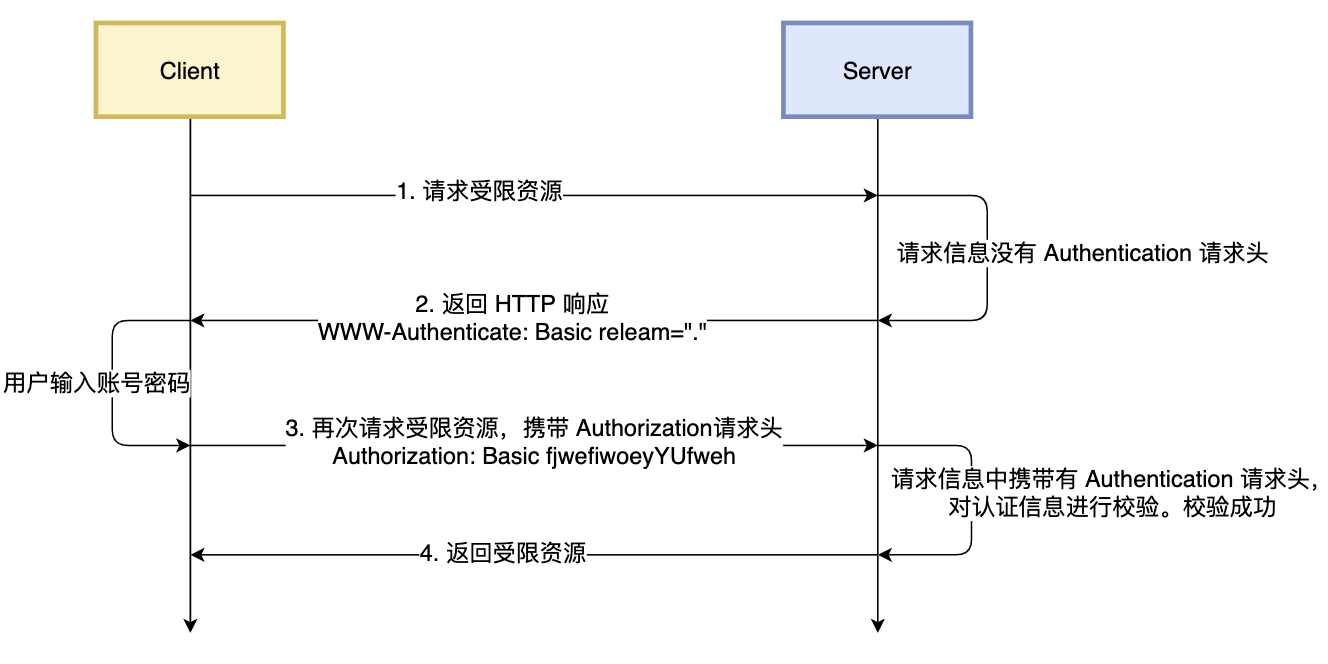 Client
Server
1. 请求受限资源
请求信息没有 Authentication 请求头
2. 返回 HTTP 响应
WWW-Authenticate: Basic releam="."
用户输入账号密码
3. 再次请求受限资源，携带 Authorization请求头
Authorization: Basic fjwefiwoeyYUfweh
请求信息中携带有 Authentication 请求头，
对认证信息进行校验。校验成功
4. 返回受限资源